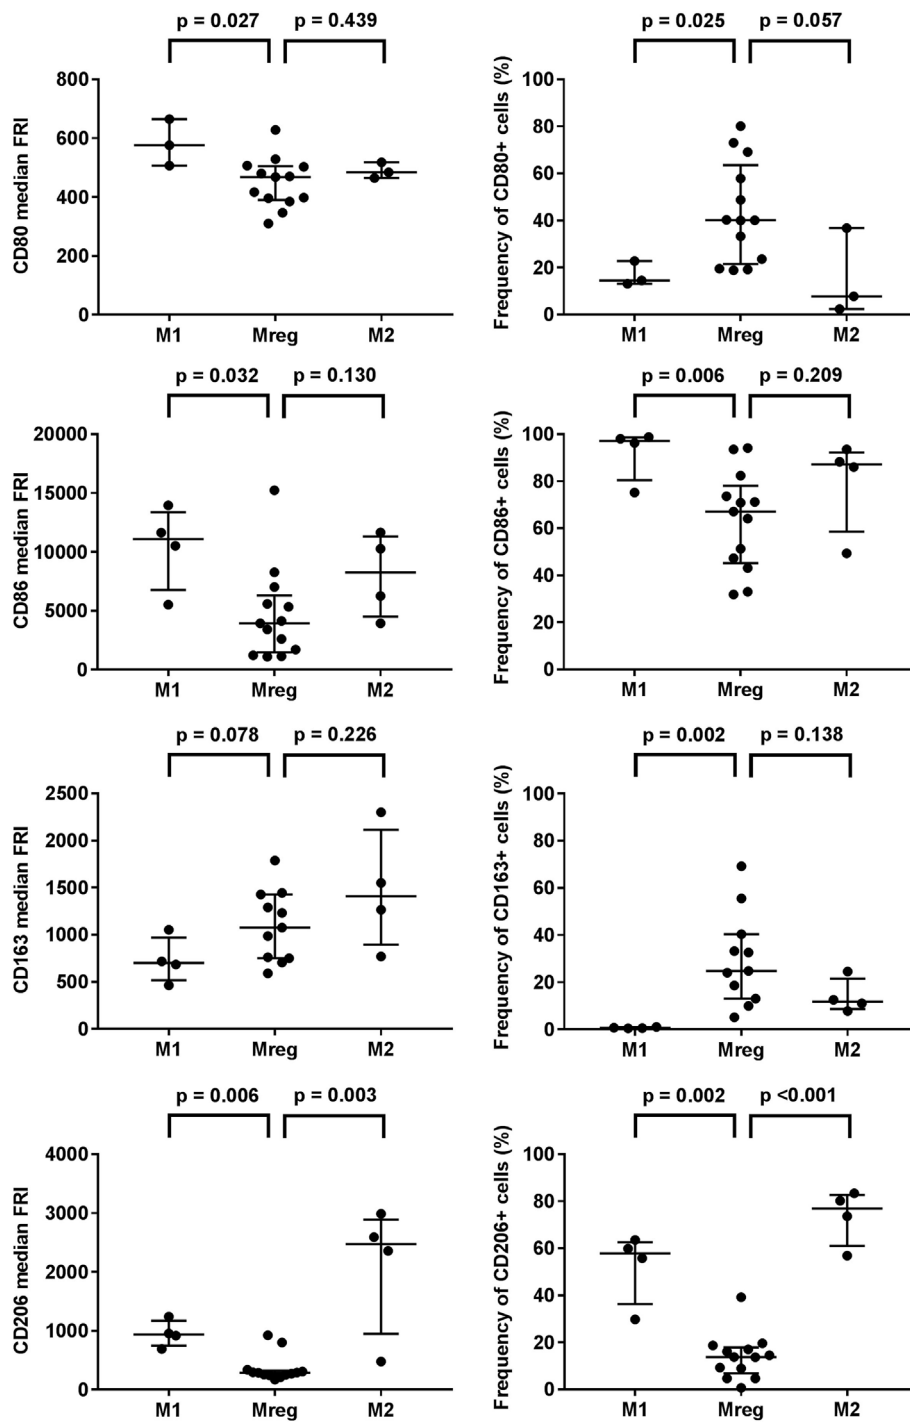 p = 0.027 p = 0.439
CD80 median FRI
800
600
400
200
0
M1 Mreg M2
p = 0.025 p = 0.057
Frequency of CD80+ cells (%)
100
80
60
40
20
0
M1 Mreg M2
p = 0.032 p = 0.130
CD86 median FRI
20000
15000
10000
5000
0
M1 Mreg M2
p = 0.006 p = 0.209
Frequency of CD86+ cells (%)
100
80
60
40
20
0
M1 Mreg M2
p = 0.078 p = 0.226
CD163 median FRI
2500
2000
1500
1000
500
0
M1 Mreg M2
p = 0.002 p = 0.138
Frequency of CD163+ cells (%)
100
80
60
40
20
0
M1 Mreg M2
p = 0.006 p = 0.003
CD206 median FRI
4000
3000
2000
1000
0
M1 Mreg M2
p = 0.002 p <0.001
Frequency of CD206+ cells (%)
100
80
60
40
20
0
M1 Mreg M2